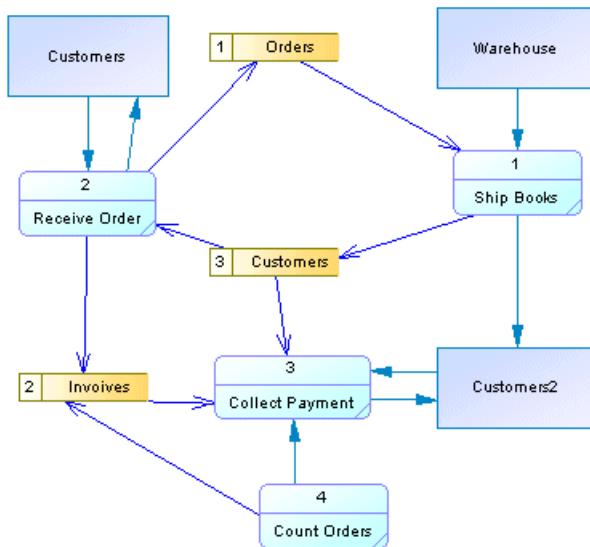 1 Orders
Customers
Warehouse
2
Receive Order
1
Ship Books
3 Customers
3
Collect Payment
2 Invoives
Customers2
4
Count Orders